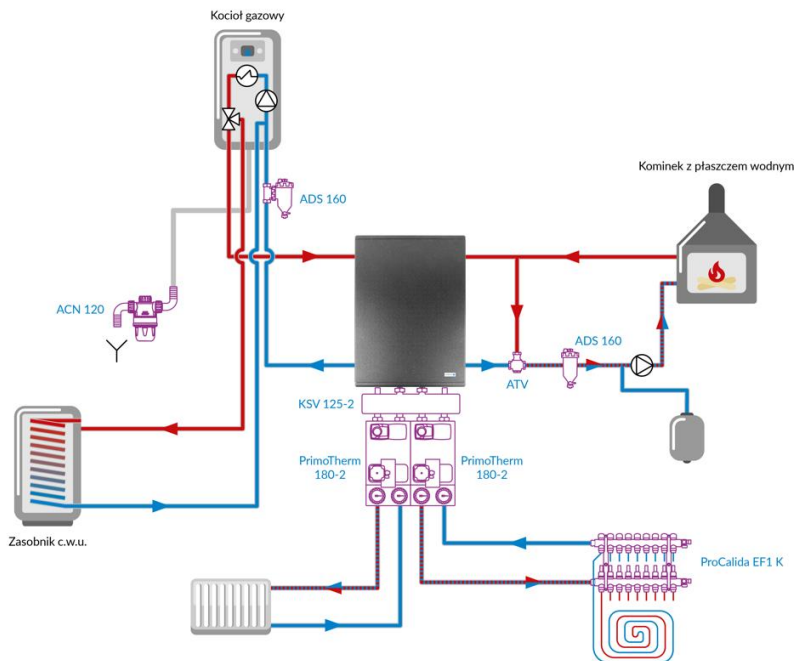 Kocioł gazowy
ADS 160
Kominek z płaszczem wodnym
ACN 120
ADS 160
ATV
KSV 125-2
PrimoTherm
180-2
PrimoTherm
180-2
Zasobnik c.w.u.
ProCalida EF1 K